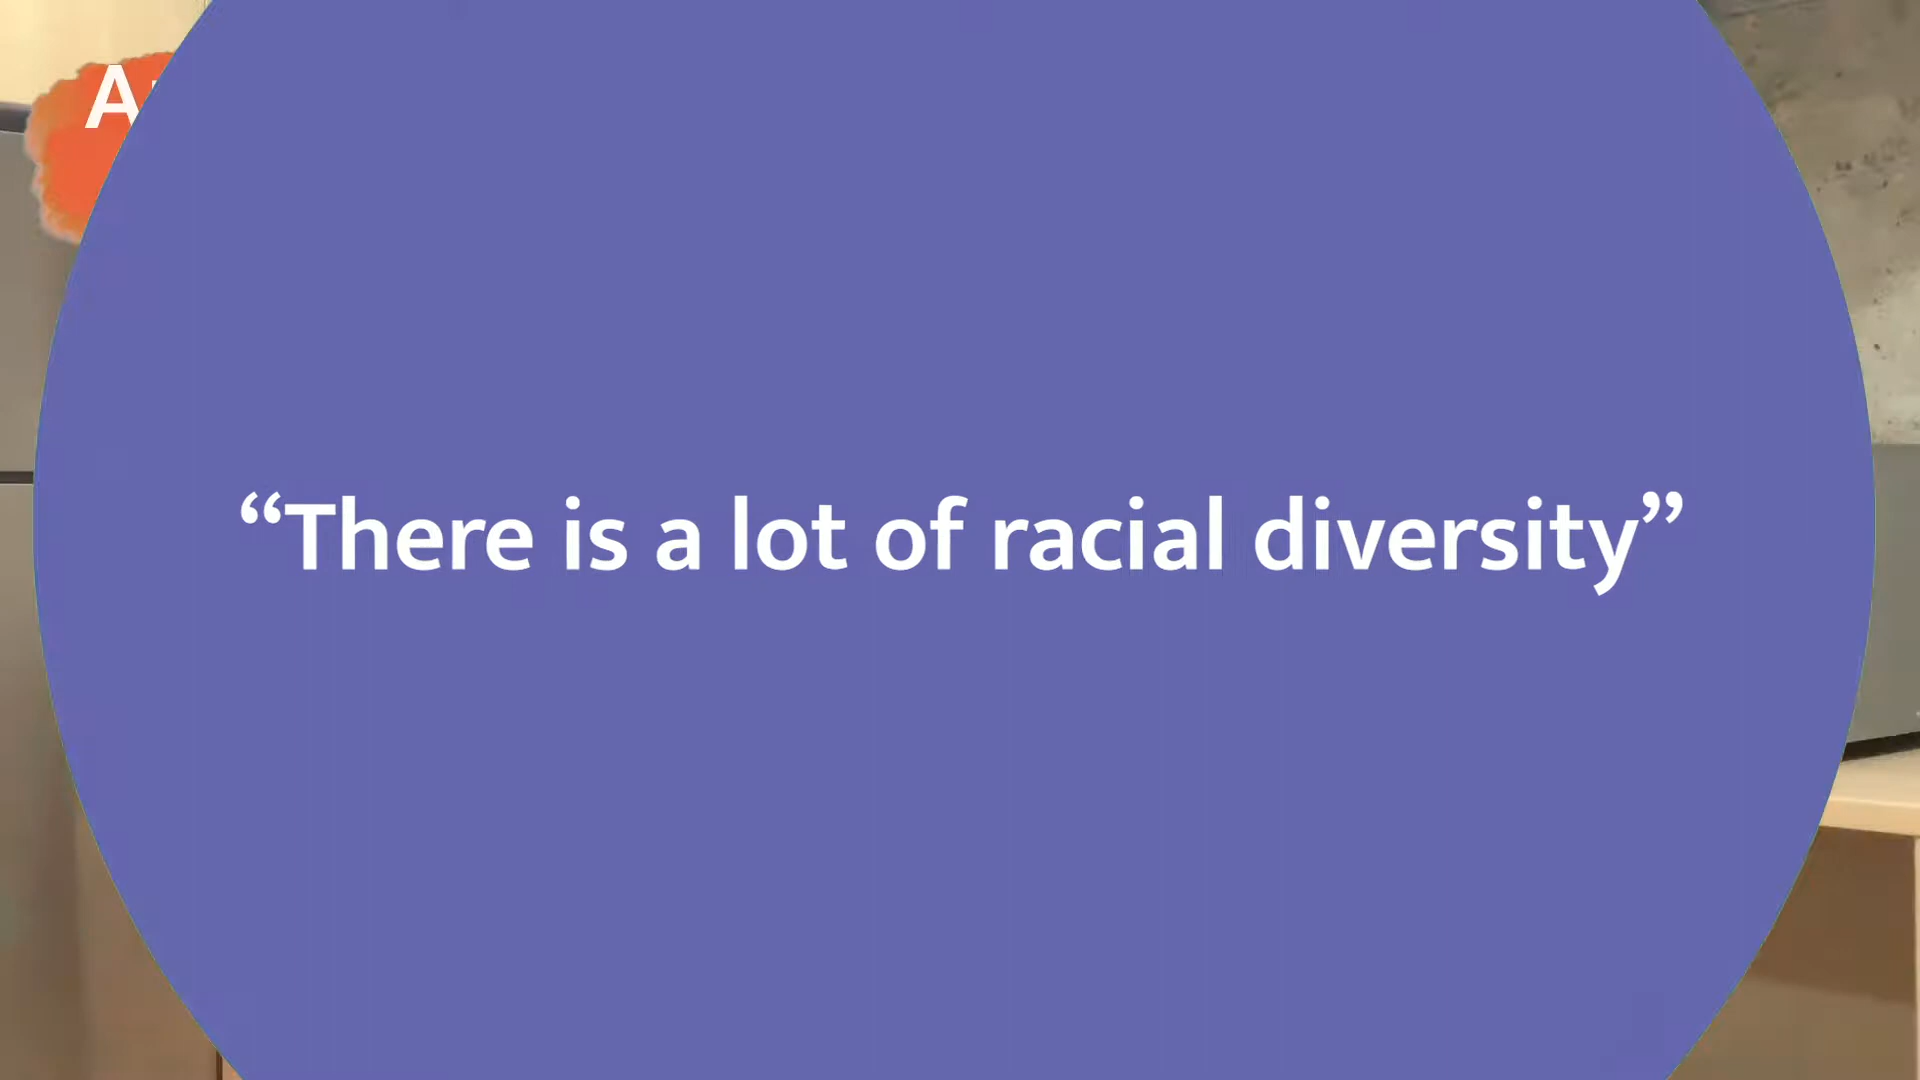 “There is a lot of racial diversity”